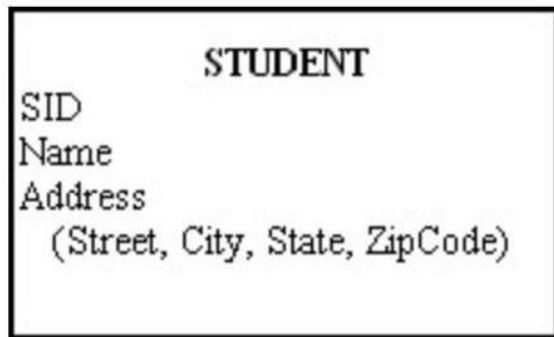 STUDENT
SID
Name
Address
(Street, City, State, ZipCode)